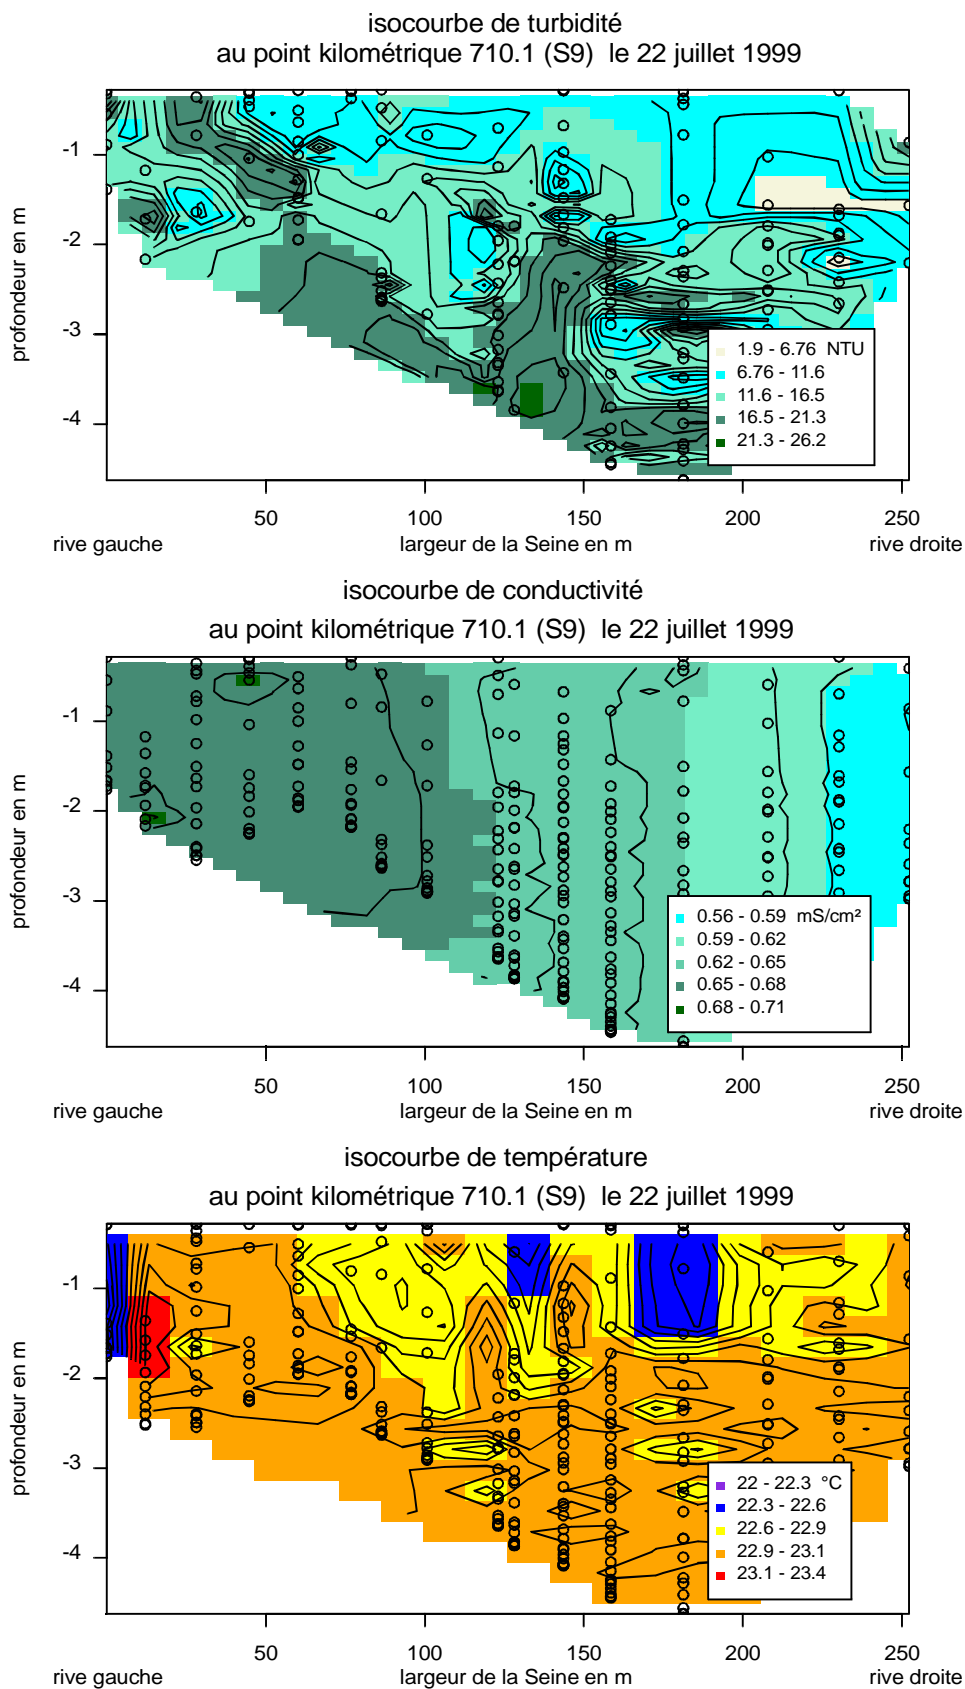 isocourbe de turbidité
au point kilométrique 710.1 (S9) le 22 juillet 1999
profondeur en m
-1
-2
-3
-4
1.9 - 6.76 NTU
6.76 - 11.6
11.6 - 16.5
16.5 - 21.3
21.3 - 26.2
50 100 150 200 250
rive gauche largeur de la Seine en m rive droite
isocourbe de conductivité
au point kilométrique 710.1 (S9) le 22 juillet 1999
profondeur en m
-1
-2
-3
-4
0.56 - 0.59 mS/cm²
0.59 - 0.62
0.62 - 0.65
0.65 - 0.68
0.68 - 0.71
50 100 150 200 250
rive gauche largeur de la Seine en m rive droite
isocourbe de température
au point kilométrique 710.1 (S9) le 22 juillet 1999
profondeur en m
-1
-2
-3
-4
22 - 22.3 °C
22.3 - 22.6
22.6 - 22.9
22.9 - 23.1
23.1 - 23.4
50 100 150 200 250
rive gauche largeur de la Seine en m rive droite